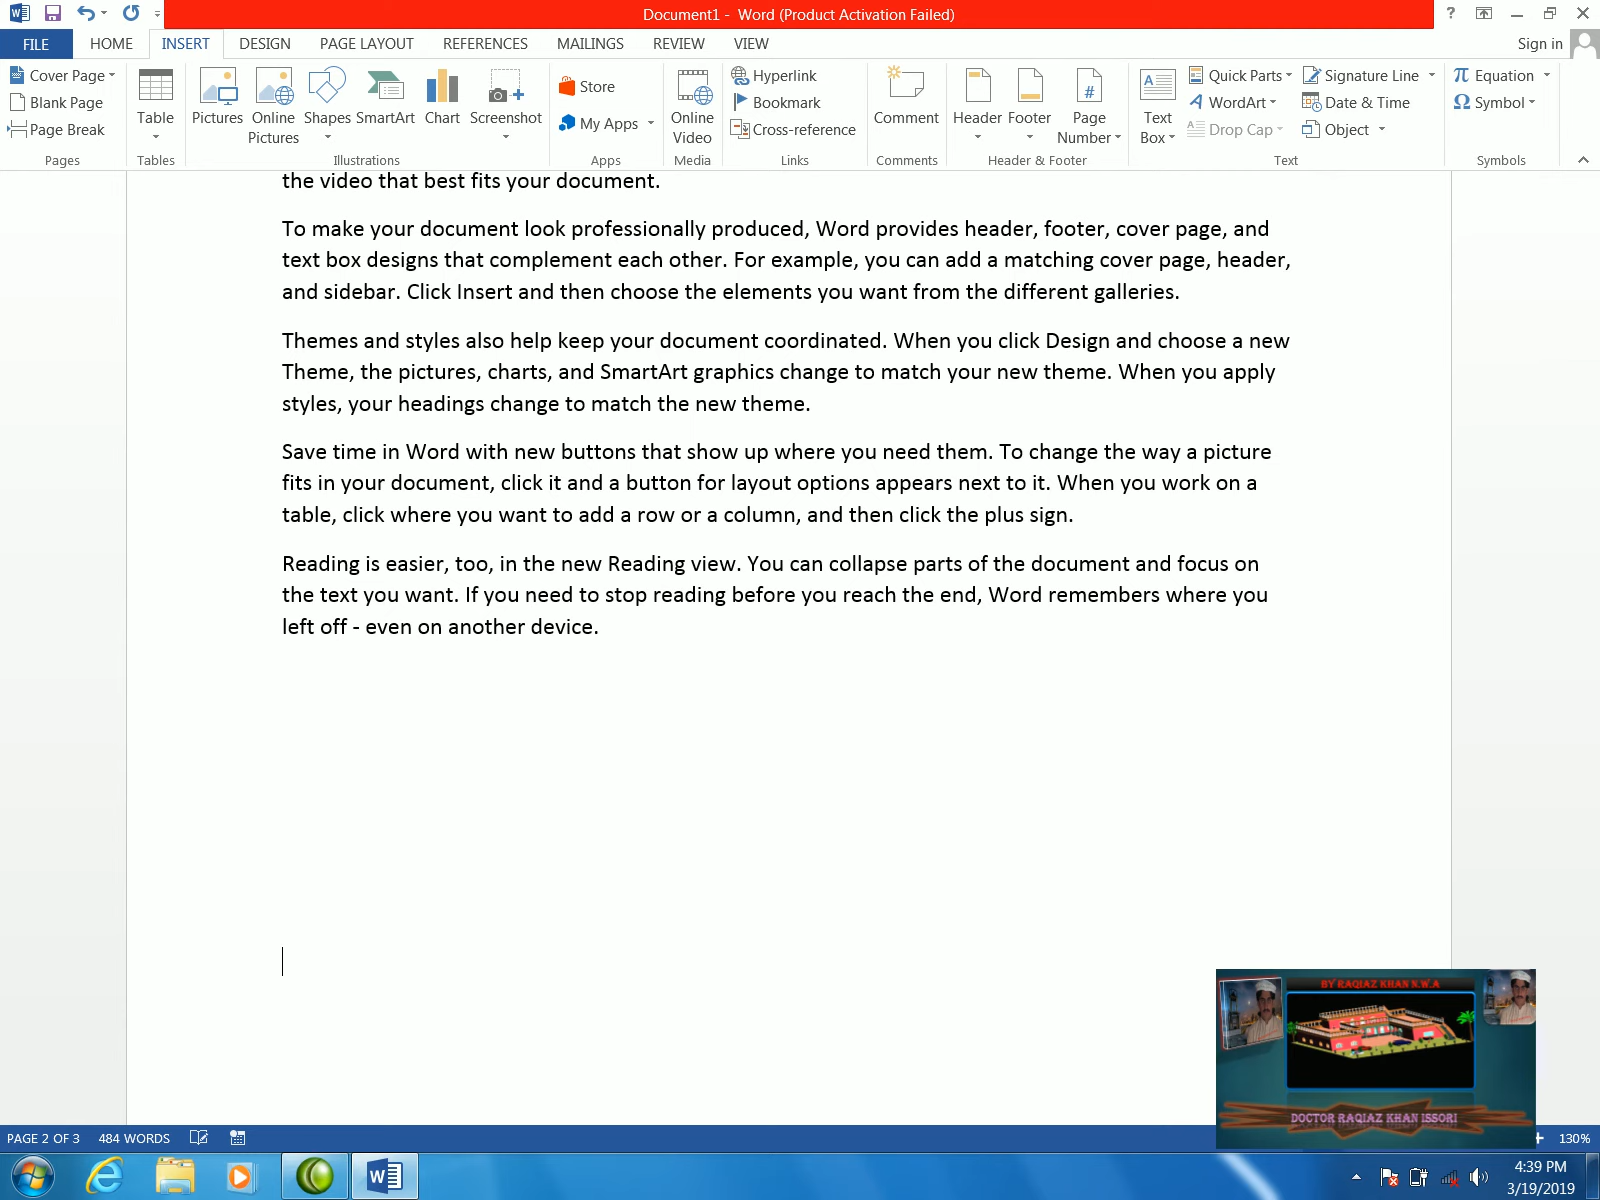 Document1 - Word (Product Activation Failed)
FILE HOME INSERT DESIGN PAGE LAYOUT REFERENCES MAILINGS REVIEW VIEW Sign in
Cover Page
Blank Page
Page Break
Pages
Table
Tables
Pictures
Online Pictures
Shapes
SmartArt
Chart
Screenshot
Illustrations
Store
My Apps
Apps
Online Video
Media
Hyperlink
Bookmark
Cross-reference
Links
Comment
Comments
Header
Footer
Page Number
Header & Footer
Text Box
Quick Parts
WordArt
Drop Cap
Signature Line
Date & Time
Object
Text
Equation
Symbol
Symbols
the video that best fits your document.
To make your document look professionally produced, Word provides header, footer, cover page, and
text box designs that complement each other. For example, you can add a matching cover page, header,
and sidebar. Click Insert and then choose the elements you want from the different galleries.
Themes and styles also help keep your document coordinated. When you click Design and choose a new
Theme, the pictures, charts, and SmartArt graphics change to match your new theme. When you apply
styles, your headings change to match the new theme.
Save time in Word with new buttons that show up where you need them. To change the way a picture
fits in your document, click it and a button for layout options appears next to it. When you work on a
table, click where you want to add a row or a column, and then click the plus sign.
Reading is easier, too, in the new Reading view. You can collapse parts of the document and focus on
the text you want. If you need to stop reading before you reach the end, Word remembers where you
left off - even on another device.
BY RAQIAZ KHAN N.W.A
DOCTOR RAQIAZ KHAN ISSORI
PAGE 2 OF 3 484 WORDS 130%
4:39 PM
3/19/2019